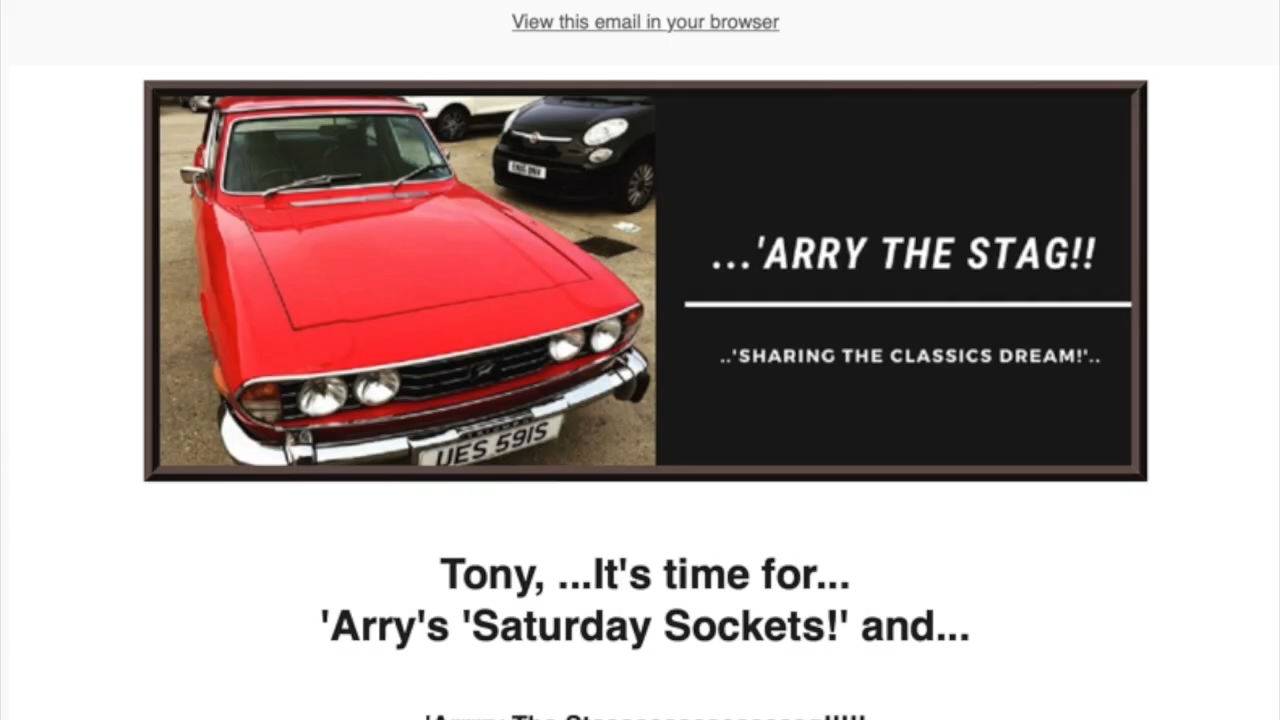 View this email in your browser
...'ARRY THE STAG!!
..'SHARING THE CLASSICS DREAM!'..
UES 591S
Tony, ...It's time for...
'Arry's 'Saturday Sockets!' and...